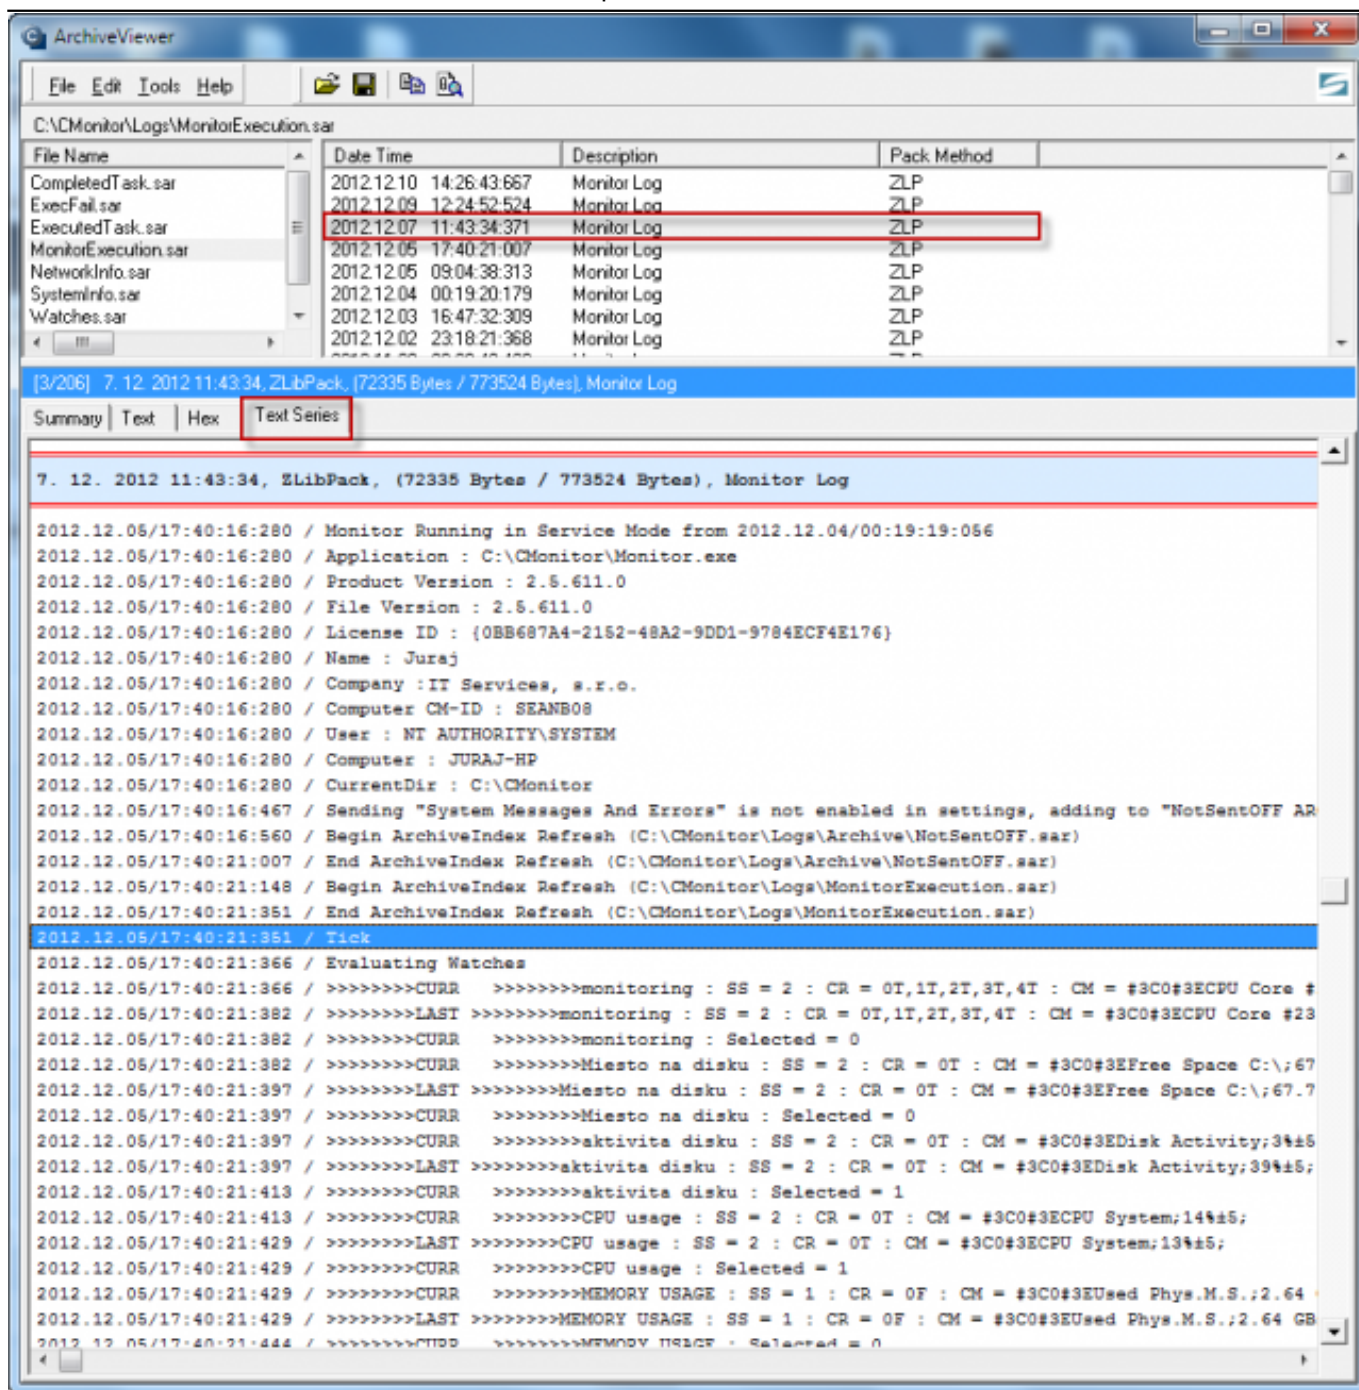 ArchiveViewer
File Edit Tools Help
C:\CMonitor\Logs\MonitorExecution.sar
File Name
CompletedTask.sar
ExecFail.sar
ExecutedTask.sar
MonitorExecution.sar
NetworkInfo.sar
SystemInfo.sar
Watches.sar
Date Time Description Pack Method
2012.12.10 14:26:43:667 Monitor Log ZLP
2012.12.09 12:24:52:524 Monitor Log ZLP
2012.12.07 11:43:34:371 Monitor Log ZLP
2012.12.05 17:40:21:007 Monitor Log ZLP
2012.12.05 09:04:38:313 Monitor Log ZLP
2012.12.04 00:19:20:179 Monitor Log ZLP
2012.12.03 16:47:32:309 Monitor Log ZLP
2012.12.02 23:18:21:368 Monitor Log ZLP
[3/206] 7. 12. 2012 11:43:34, ZLibPack, (72335 Bytes / 773524 Bytes), Monitor Log
Summary Text Hex Text Series
7. 12. 2012 11:43:34, ZLibPack, (72335 Bytes / 773524 Bytes), Monitor Log
2012.12.05/17:40:16:280 / Monitor Running in Service Mode from 2012.12.04/00:19:19:056
2012.12.05/17:40:16:280 / Application : C:\CMonitor\Monitor.exe
2012.12.05/17:40:16:280 / Product Version : 2.5.611.0
2012.12.05/17:40:16:280 / File Version : 2.5.611.0
2012.12.05/17:40:16:280 / License ID : {0BB687A4-2152-48A2-9DD1-9784ECF4E176}
2012.12.05/17:40:16:280 / Name : Juraj
2012.12.05/17:40:16:280 / Company :IT Services, s.r.o.
2012.12.05/17:40:16:280 / Computer CM-ID : SEANB08
2012.12.05/17:40:16:280 / User : NT AUTHORITY\SYSTEM
2012.12.05/17:40:16:280 / Computer : JURAJ-HP
2012.12.05/17:40:16:280 / CurrentDir : C:\CMonitor
2012.12.05/17:40:16:467 / Sending "System Messages And Errors" is not enabled in settings, adding to "NotSentOFF AR
2012.12.05/17:40:16:560 / Begin ArchiveIndex Refresh (C:\CMonitor\Logs\Archive\NotSentOFF.sar)
2012.12.05/17:40:21:007 / End ArchiveIndex Refresh (C:\CMonitor\Logs\Archive\NotSentOFF.sar)
2012.12.05/17:40:21:148 / Begin ArchiveIndex Refresh (C:\CMonitor\Logs\MonitorExecution.sar)
2012.12.05/17:40:21:351 / End ArchiveIndex Refresh (C:\CMonitor\Logs\MonitorExecution.sar)
2012.12.05/17:40:21:351 / Tick
2012.12.05/17:40:21:366 / Evaluating Watches
2012.12.05/17:40:21:366 / >>>>>>>>CURR >>>>>>>>monitoring : SS = 2 : CR = 0T,1T,2T,3T,4T : CM = #3C0#3ECPU Core #
2012.12.05/17:40:21:382 / >>>>>>>>LAST >>>>>>>>monitoring : SS = 2 : CR = 0T,1T,2T,3T,4T : CM = #3C0#3ECPU Core #23
2012.12.05/17:40:21:382 / >>>>>>>>CURR >>>>>>>>monitoring : Selected = 0
2012.12.05/17:40:21:382 / >>>>>>>>CURR >>>>>>>>Miesto na disku : SS = 2 : CR = 0T : CM = #3C0#3EFree Space C:\;67
2012.12.05/17:40:21:397 / >>>>>>>>LAST >>>>>>>>Miesto na disku : SS = 2 : CR = 0T : CM = #3C0#3EFree Space C:\;67.7
2012.12.05/17:40:21:397 / >>>>>>>>CURR >>>>>>>>Miesto na disku : Selected = 0
2012.12.05/17:40:21:397 / >>>>>>>>CURR >>>>>>>>aktivita disku : SS = 2 : CR = 0T : CM = #3C0#3EDisk Activity;3%±5
2012.12.05/17:40:21:397 / >>>>>>>>LAST >>>>>>>>aktivita disku : SS = 2 : CR = 0T : CM = #3C0#3EDisk Activity;39%±5;
2012.12.05/17:40:21:413 / >>>>>>>>CURR >>>>>>>>aktivita disku : Selected = 1
2012.12.05/17:40:21:413 / >>>>>>>>CURR >>>>>>>>CPU usage : SS = 2 : CR = 0T : CM = #3C0#3ECPU System;14%±5;
2012.12.05/17:40:21:429 / >>>>>>>>LAST >>>>>>>>CPU usage : SS = 2 : CR = 0T : CM = #3C0#3ECPU System;13%±5;
2012.12.05/17:40:21:429 / >>>>>>>>CURR >>>>>>>>CPU usage : Selected = 1
2012.12.05/17:40:21:429 / >>>>>>>>CURR >>>>>>>>MEMORY USAGE : SS = 1 : CR = 0F : CM = #3C0#3EUsed Phys.M.S.;2.64
2012.12.05/17:40:21:429 / >>>>>>>>LAST >>>>>>>>MEMORY USAGE : SS = 1 : CR = 0F : CM = #3C0#3EUsed Phys.M.S.;2.64 GB
2012.12.05/17:40:21:444 / >>>>>>>>CURR >>>>>>>>MEMORY USAGE : Selected = 0